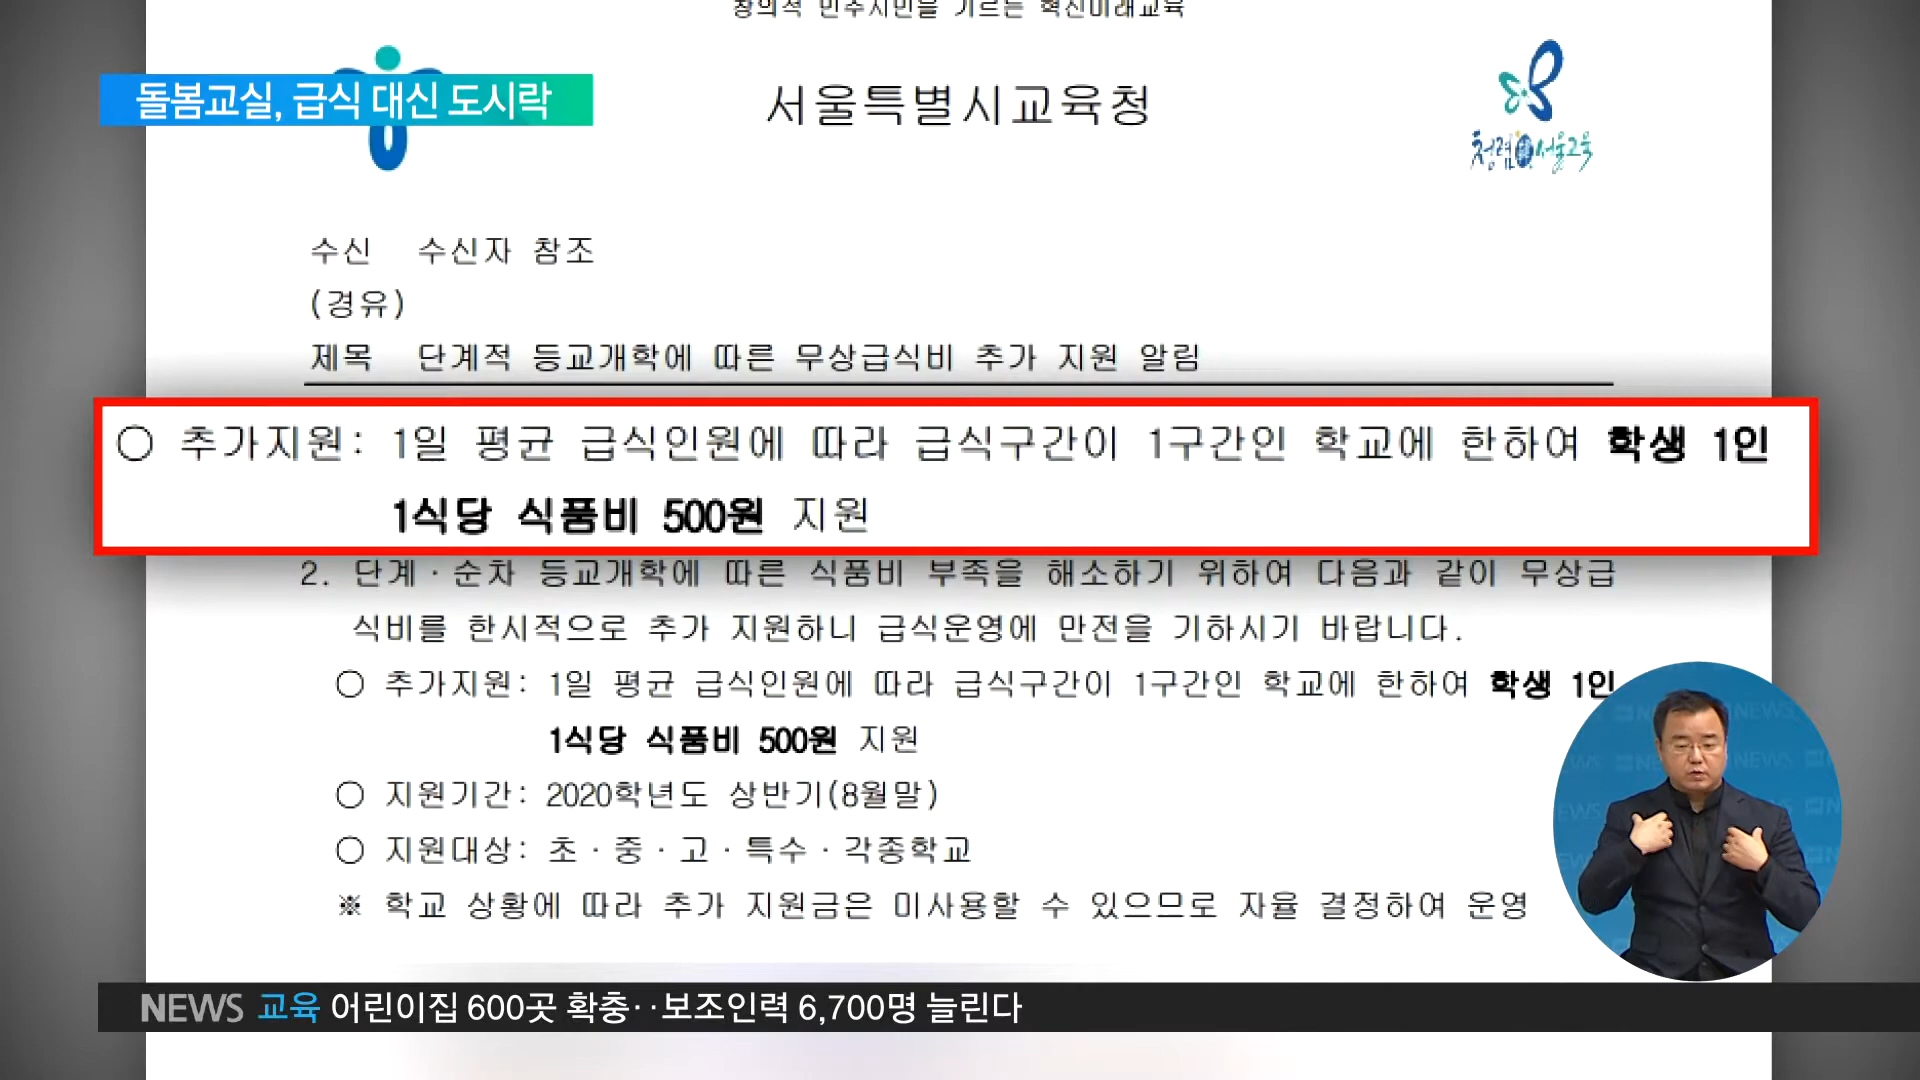 창의적 민주시민을 기르는 혁신미래교육
돌봄교실, 급식 대신 도시락
서울특별시교육청
청렴 서울교육
수신 수신자 참조
(경유)
제목 단계적 등교개학에 따른 무상급식비 추가 지원 알림
○ 추가지원: 1일 평균 급식인원에 따라 급식구간이 1구간인 학교에 한하여 학생 1인
1식당 식품비 500원 지원
2. 단계·순차 등교개학에 따른 식품비 부족을 해소하기 위하여 다음과 같이 무상급
식비를 한시적으로 추가 지원하니 급식운영에 만전을 기하시기 바랍니다.
○ 추가지원: 1일 평균 급식인원에 따라 급식구간이 1구간인 학교에 한하여 학생 1인
1식당 식품비 500원 지원
○ 지원기간: 2020학년도 상반기(8월말)
○ 지원대상: 초·중·고·특수·각종학교
※ 학교 상황에 따라 추가 지원금은 미사용할 수 있으므로 자율 결정하여 운영
NEWS 교육 어린이집 600곳 확충··보조인력 6,700명 늘린다